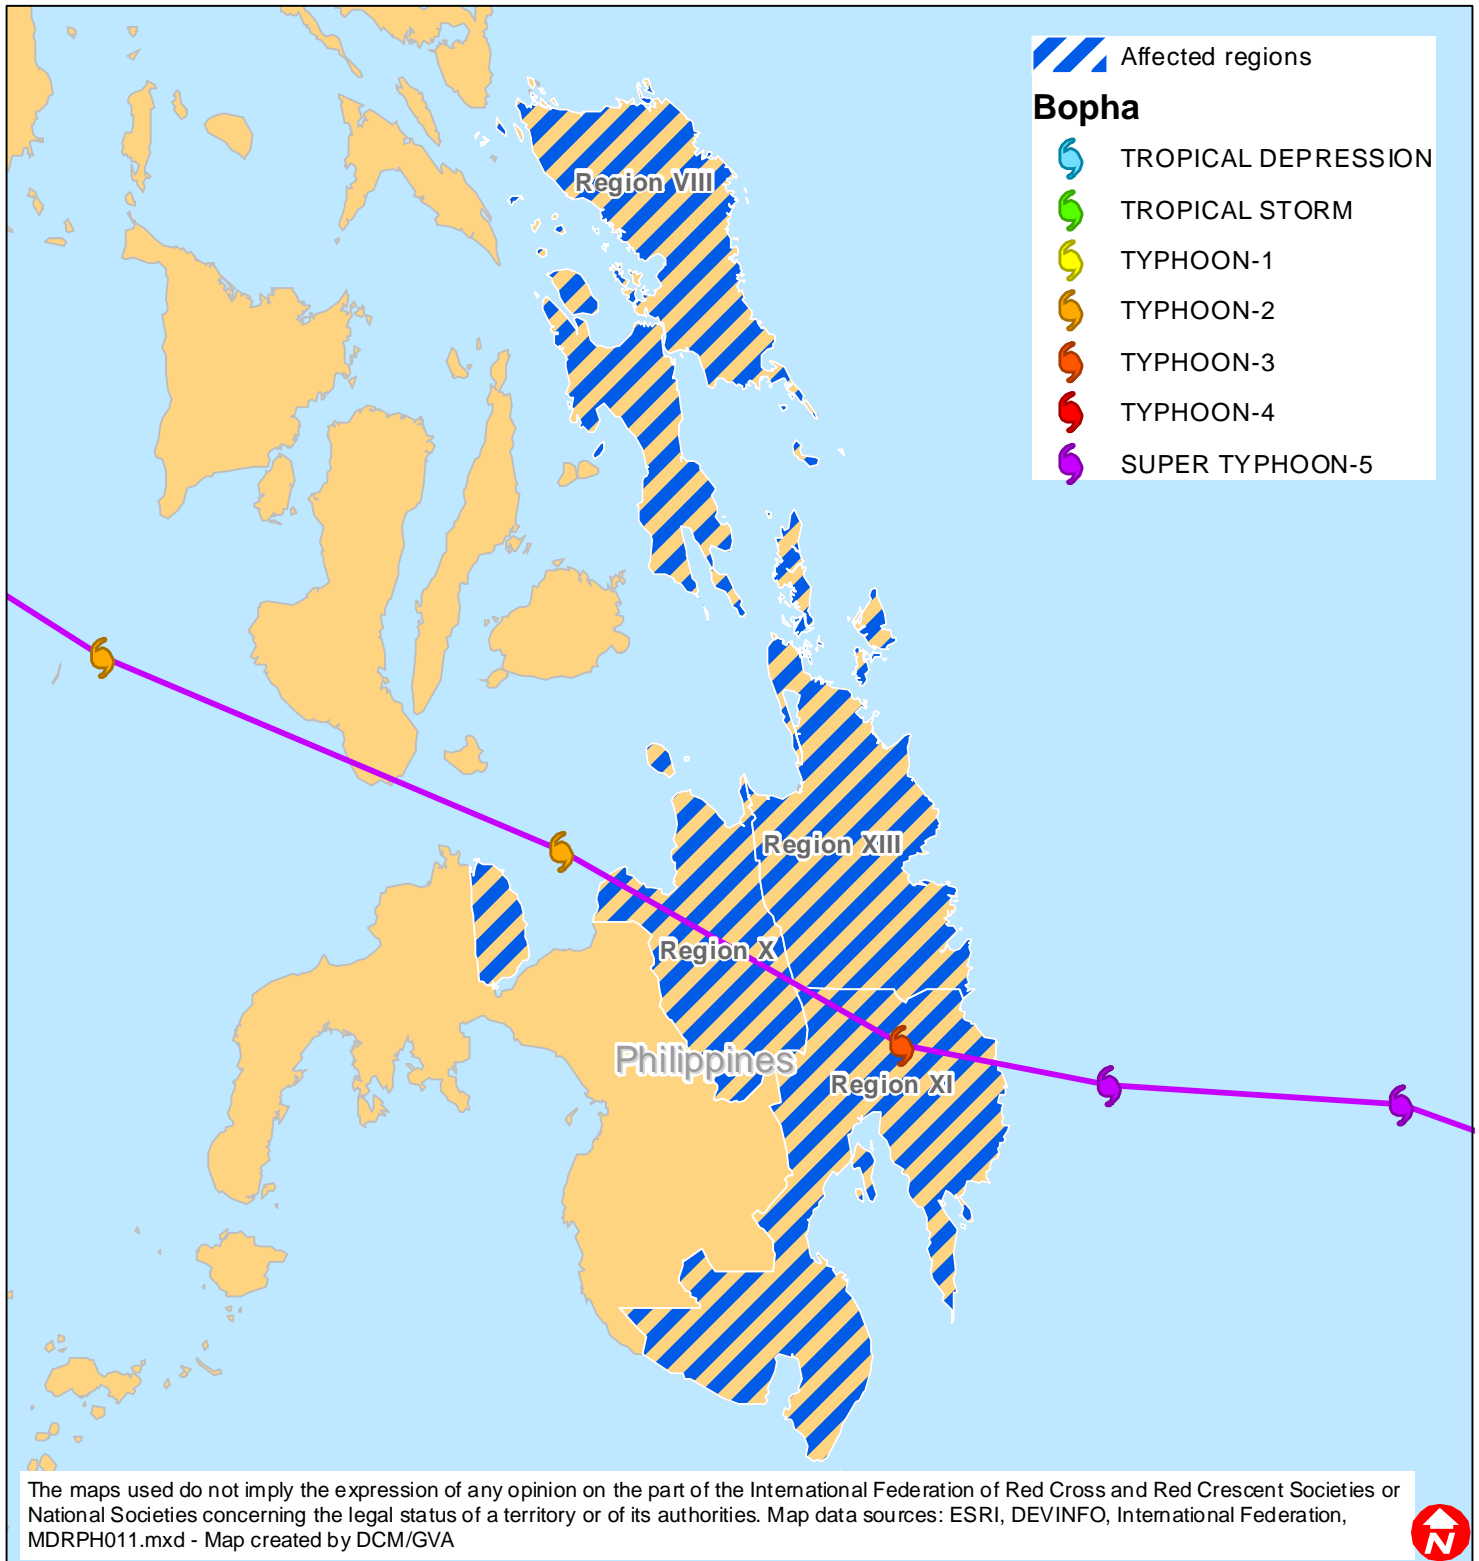 Affected regions
Bopha
TROPICAL DEPRESSION
TROPICAL STORM
TYPHOON-1
TYPHOON-2
TYPHOON-3
TYPHOON-4
SUPER TYPHOON-5
Region VIII
Region XIII
Region X
Philippines
Region XI
The maps used do not imply the expression of any opinion on the part of the International Federation of Red Cross and Red Crescent Societies or
National Societies concerning the legal status of a territory or of its authorities. Map data sources: ESRI, DEVINFO, International Federation,
MDRPH011.mxd - Map created by DCM/GVA
N